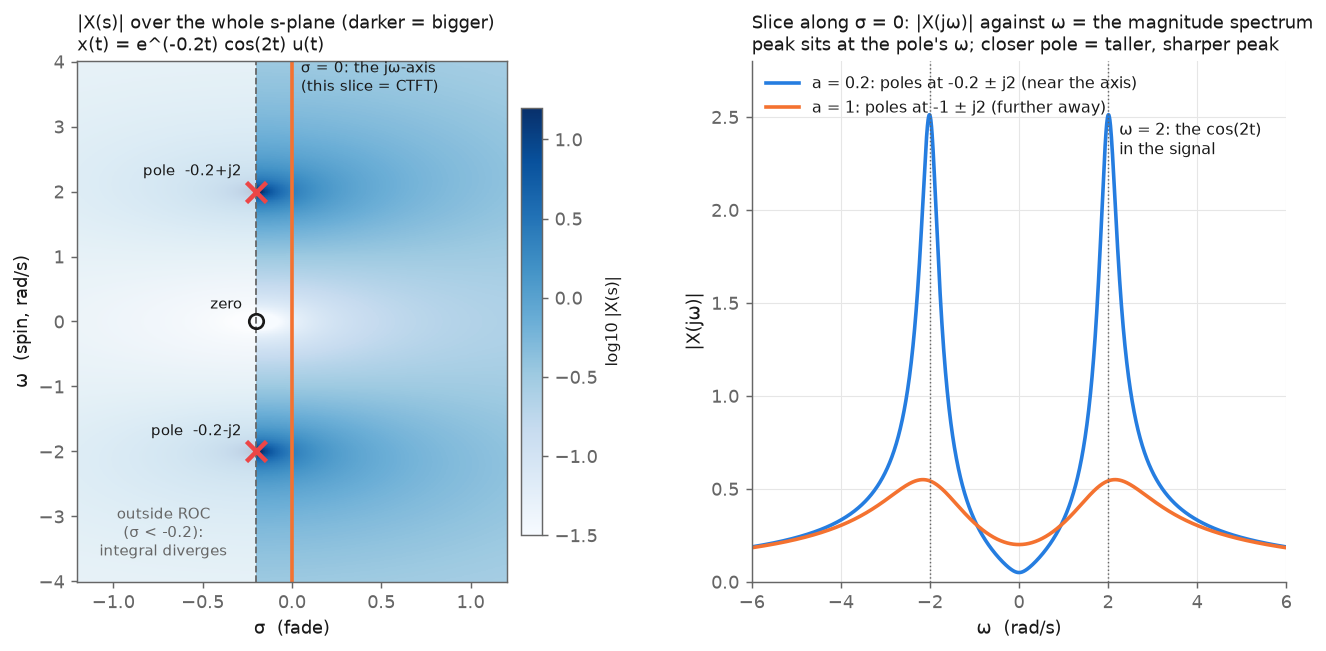 |X(s)| over the whole s-plane (darker = bigger)
x(t) = e^(-0.2t) cos(2t) u(t)
σ = 0: the jω-axis
(this slice = CTFT)
pole  -0.2+j2
zero
pole  -0.2-j2
outside ROC
(σ < -0.2):
integral diverges
4
3
2
1
0
−1
−2
−3
−4
ω  (spin, rad/s)
−1.0
−0.5
0.0
0.5
1.0
σ  (fade)
1.0
0.5
0.0
−0.5
−1.0
−1.5
log10 |X(s)|
Slice along σ = 0: |X(jω)| against ω = the magnitude spectrum
peak sits at the pole's ω; closer pole = taller, sharper peak
a = 0.2: poles at -0.2 ± j2 (near the axis)
a = 1: poles at -1 ± j2 (further away)
ω = 2: the cos(2t)
in the signal
2.5
2.0
1.5
1.0
0.5
0.0
|X(jω)|
−6
−4
−2
0
2
4
6
ω  (rad/s)